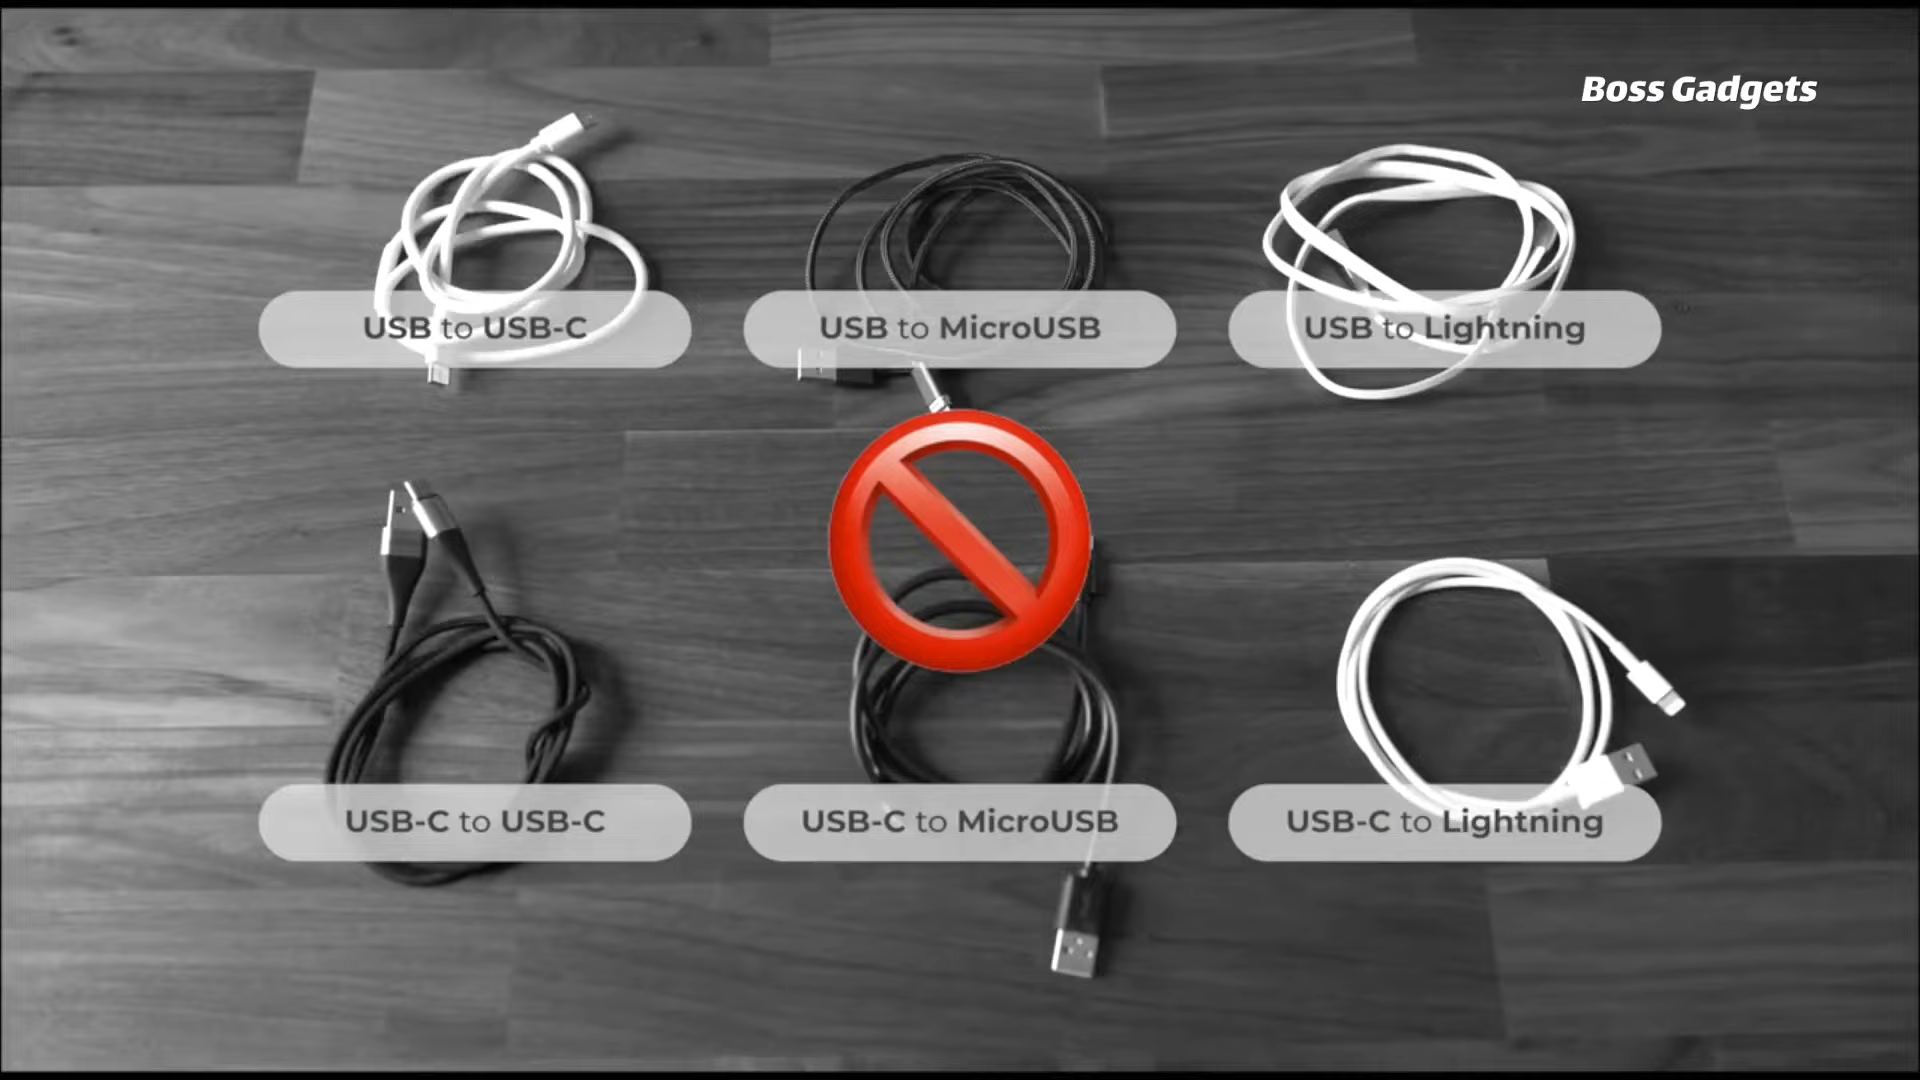 Boss Gadgets
USB to USB-C
USB to MicroUSB
USB to Lightning
USB-C to USB-C
USB-C to MicroUSB
USB-C to Lightning